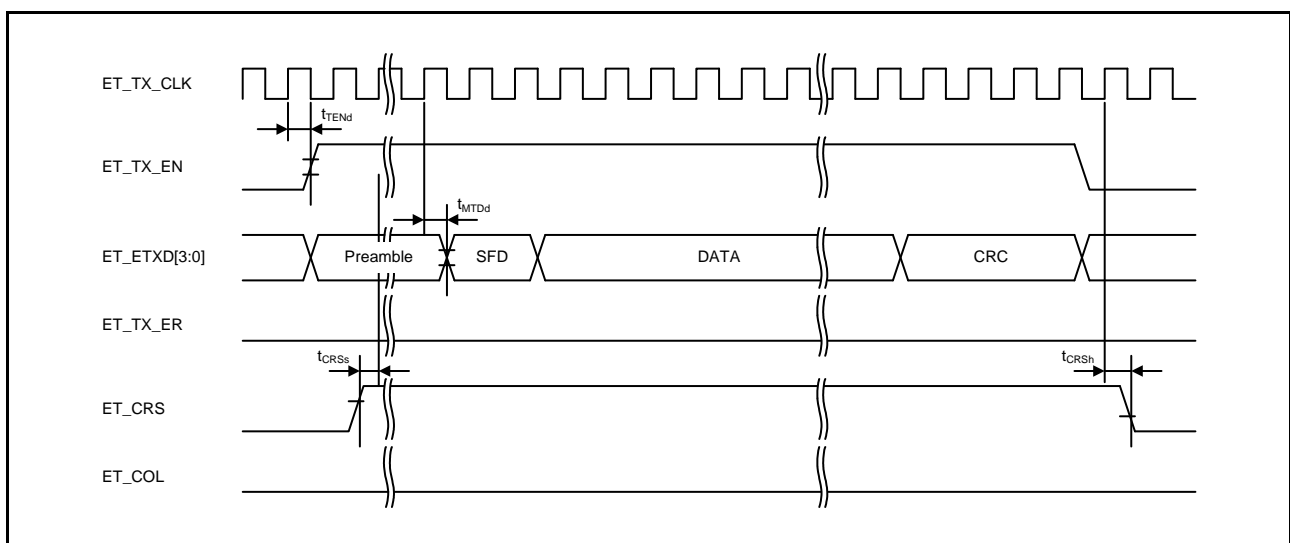 ET_TX_CLK
tTENd
ET_TX_EN
tMTDd
ET_ETXD[3:0]
Preamble SFD DATA CRC
ET_TX_ER
tCRSs tCRSh
ET_CRS
ET_COL